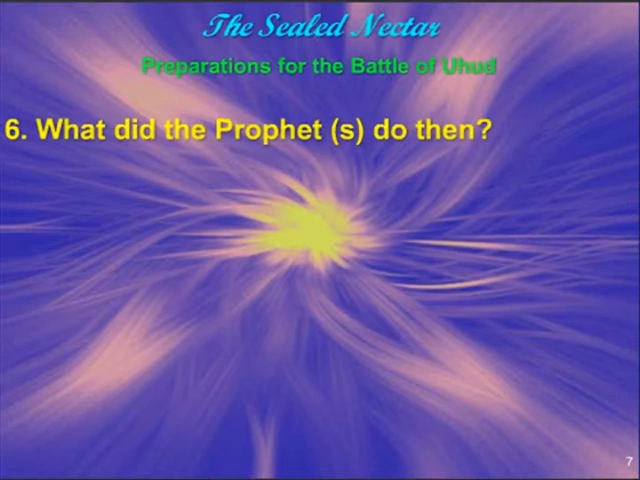 The Sealed Nectar
Preparations for the Battle of Uhud
6. What did the Prophet (s) do then?
7